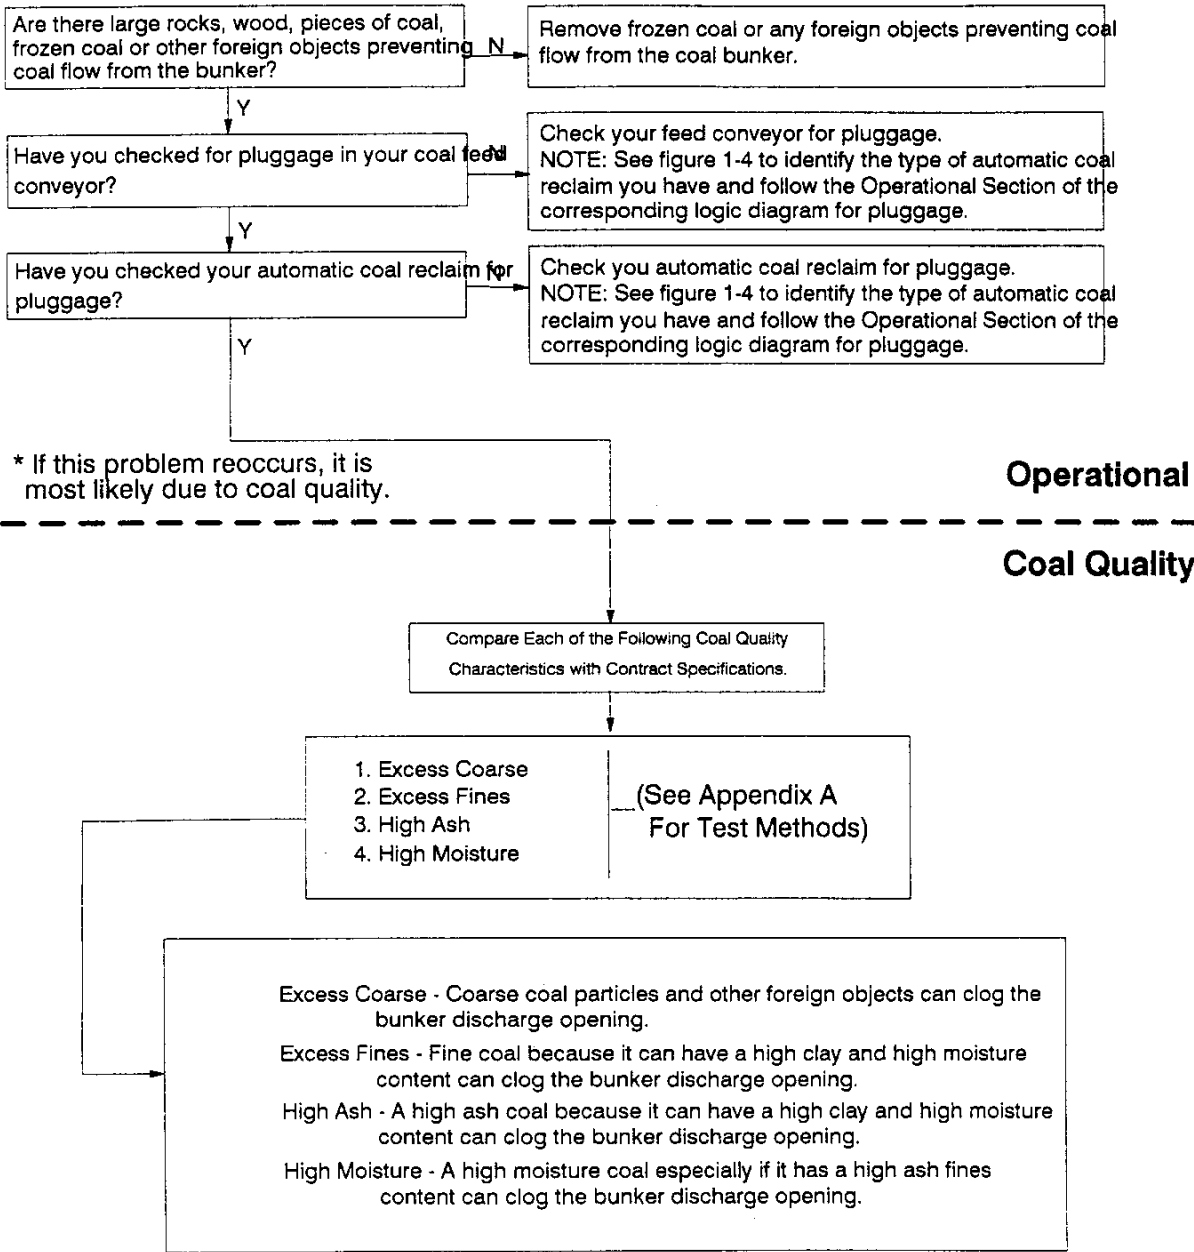 Are there large rocks, wood, pieces of coal,
frozen coal or other foreign objects preventing
coal flow from the bunker?
N
Remove frozen coal or any foreign objects preventing coal
flow from the coal bunker.
Y
Have you checked for pluggage in your coal feed
conveyor?
N
Check your feed conveyor for pluggage.
NOTE: See figure 1-4 to identify the type of automatic coal
reclaim you have and follow the Operational Section of the
corresponding logic diagram for pluggage.
Y
Have you checked your automatic coal reclaim for
pluggage?
N
Check you automatic coal reclaim for pluggage.
NOTE: See figure 1-4 to identify the type of automatic coal
reclaim you have and follow the Operational Section of the
corresponding logic diagram for pluggage.
Y
* If this problem reoccurs, it is
most likely due to coal quality.
Operational
Coal Quality
Compare Each of the Following Coal Quality
Characteristics with Contract Specifications.
1. Excess Coarse
2. Excess Fines
3. High Ash
4. High Moisture
(See Appendix A
For Test Methods)
Excess Coarse - Coarse coal particles and other foreign objects can clog the
bunker discharge opening.
Excess Fines - Fine coal because it can have a high clay and high moisture
content can clog the bunker discharge opening.
High Ash - A high ash coal because it can have a high clay and high moisture
content can clog the bunker discharge opening.
High Moisture - A high moisture coal especially if it has a high ash fines
content can clog the bunker discharge opening.